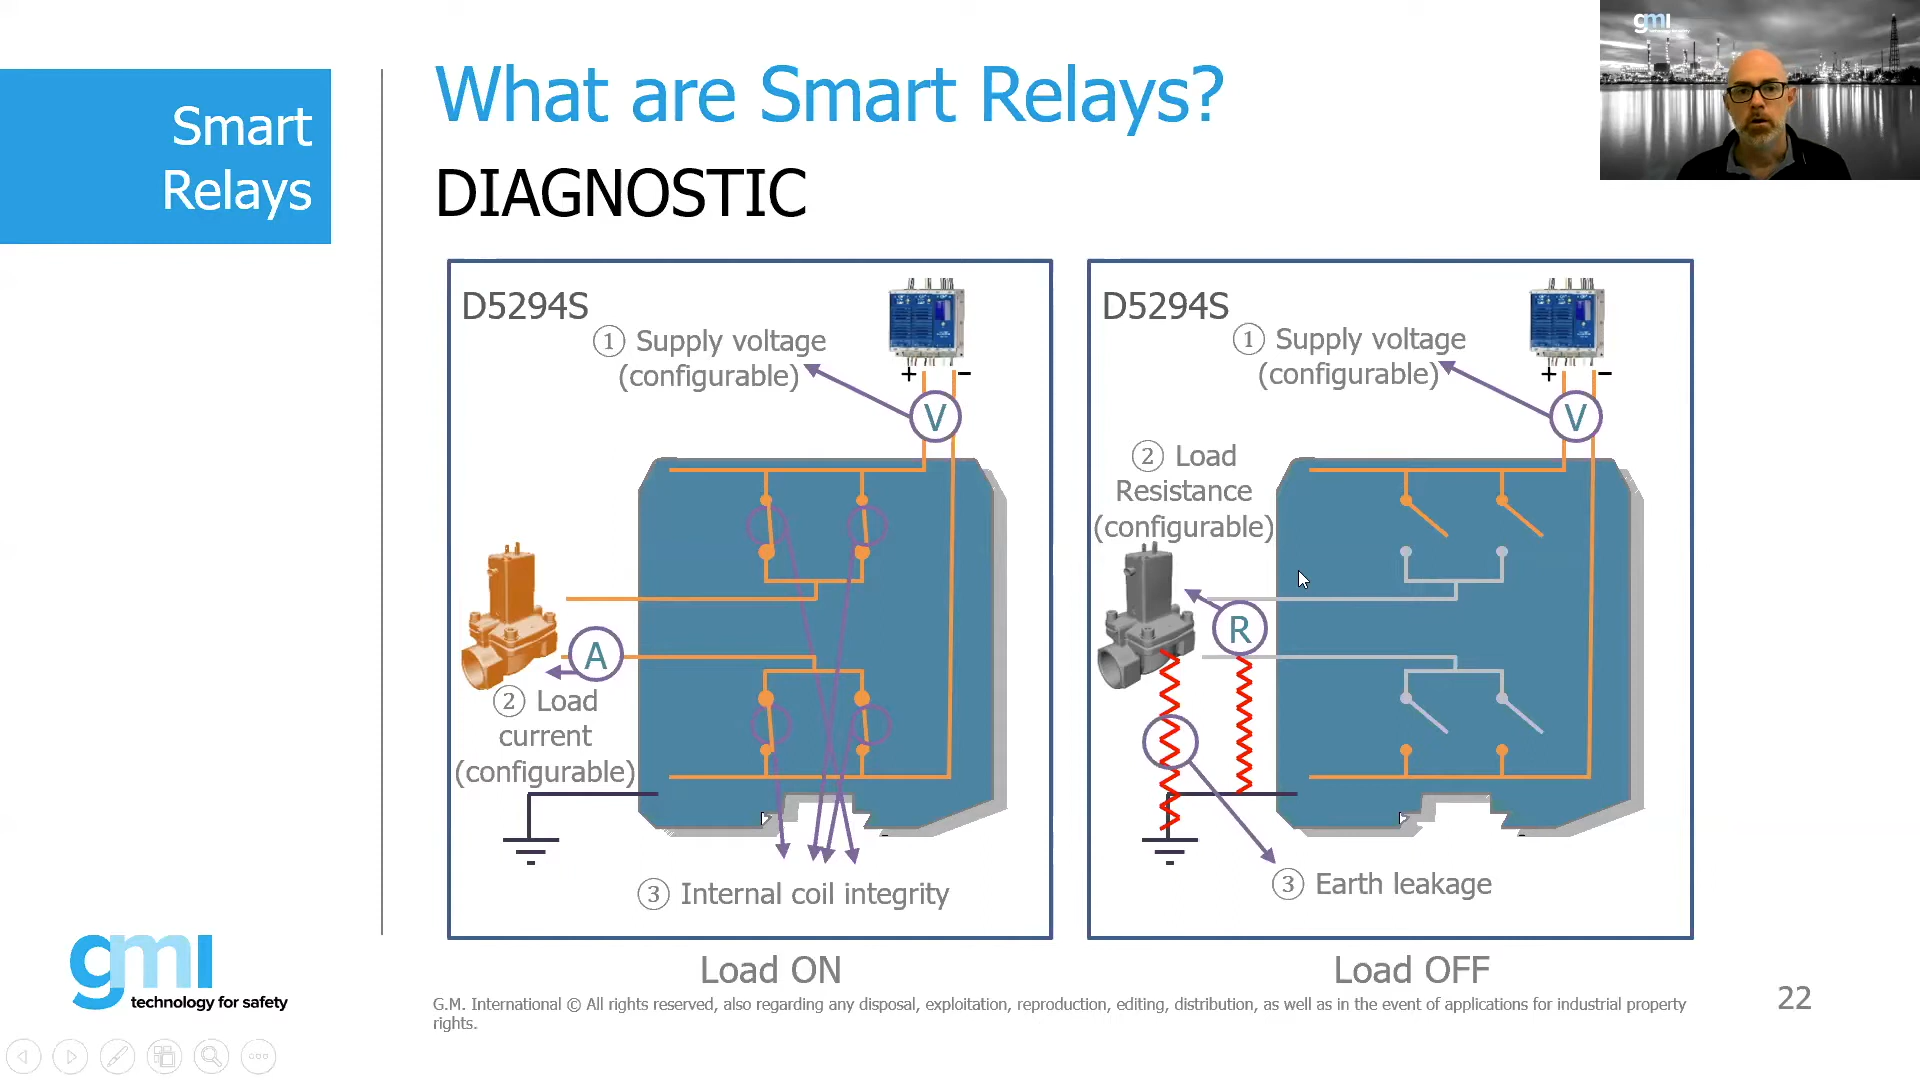 Smart
Relays
What are Smart Relays?
DIAGNOSTIC
gmi
D5294S
① Supply voltage
(configurable)
+ −
V
A
② Load
current
(configurable)
③ Internal coil integrity
Load ON
D5294S
① Supply voltage
(configurable)
+ −
V
② Load
Resistance
(configurable)
R
③ Earth leakage
Load OFF
gmi
technology for safety
G.M. International © All rights reserved, also regarding any disposal, exploitation, reproduction, editing, distribution, as well as in the event of applications for industrial property
rights.
22